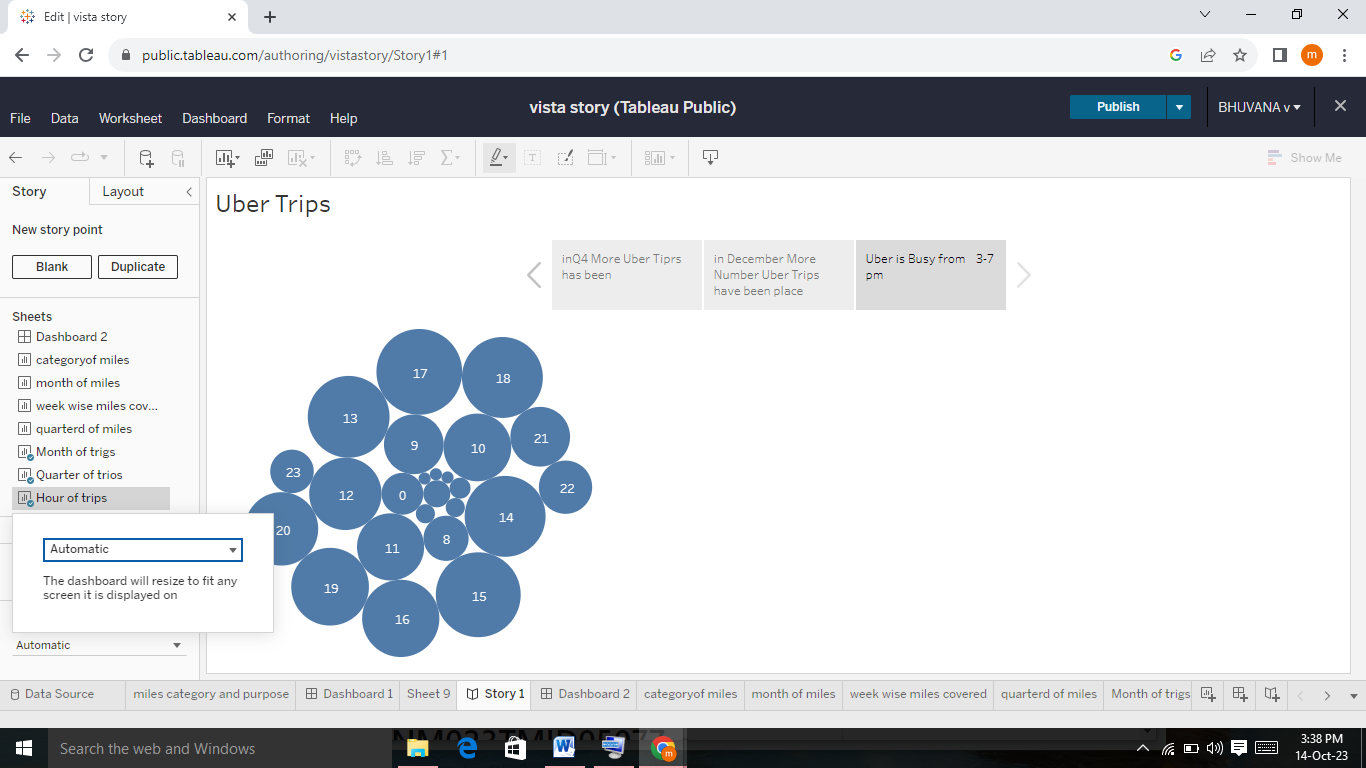 Edit | vista story
public.tableau.com/authoring/vistastory/Story1#1
m
vista story (Tableau Public)
Publish
BHUVANA v
File Data Worksheet Dashboard Format Help
Show Me
Story Layout
Uber Trips
New story point
Blank Duplicate
inQ4 More Uber Tiprs
has been
in December More
Number Uber Trips
have been place
Uber is Busy from 3-7
pm
Sheets
Dashboard 2
categoryof miles
month of miles
week wise miles cov...
quarterd of miles
Month of trigs
Quarter of trios
Hour of trips
17
18
13
9
10
21
23
12
0
22
14
20
11
8
19
15
16
Automatic
The dashboard will resize to fit any
screen it is displayed on
Automatic
Data Source miles category and purpose Dashboard 1 Sheet 9 Story 1 Dashboard 2 categoryof miles month of miles week wise miles covered quarterd of miles Month of trigs
Search the web and Windows
m
3:38 PM
14-Oct-23